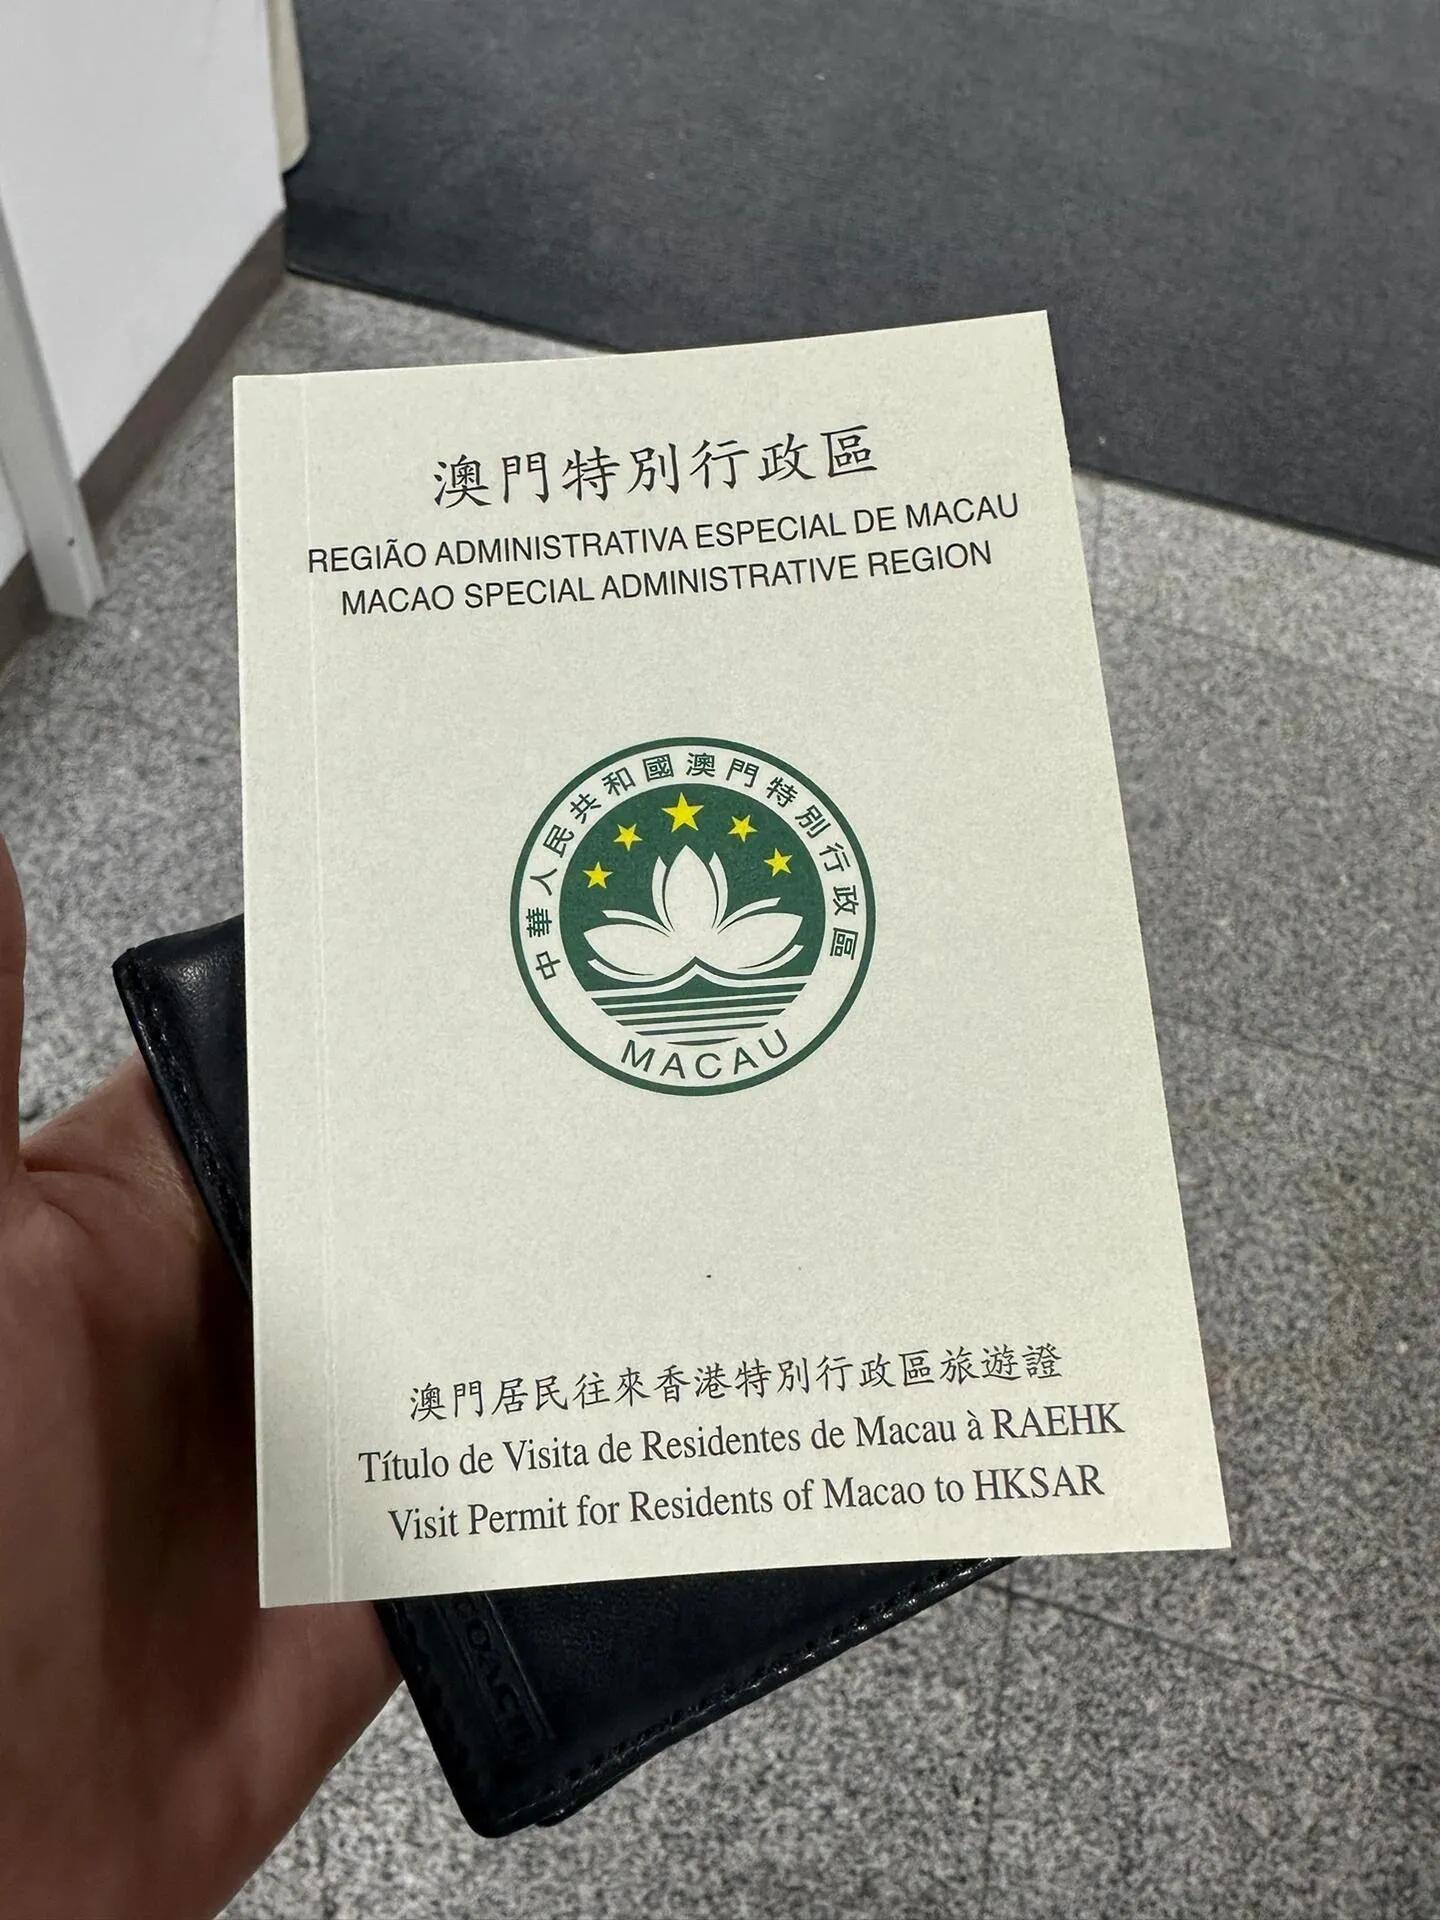 澳門特別行政區
REGIÃO ADMINISTRATIVA ESPECIAL DE MACAU
MACAO SPECIAL ADMINISTRATIVE REGION
中華人民共和國澳門特別行政區
MACAU
澳門居民往來香港特別行政區旅遊證
Título de Visita de Residentes de Macau à RAEHK
Visit Permit for Residents of Macao to HKSAR
COACH